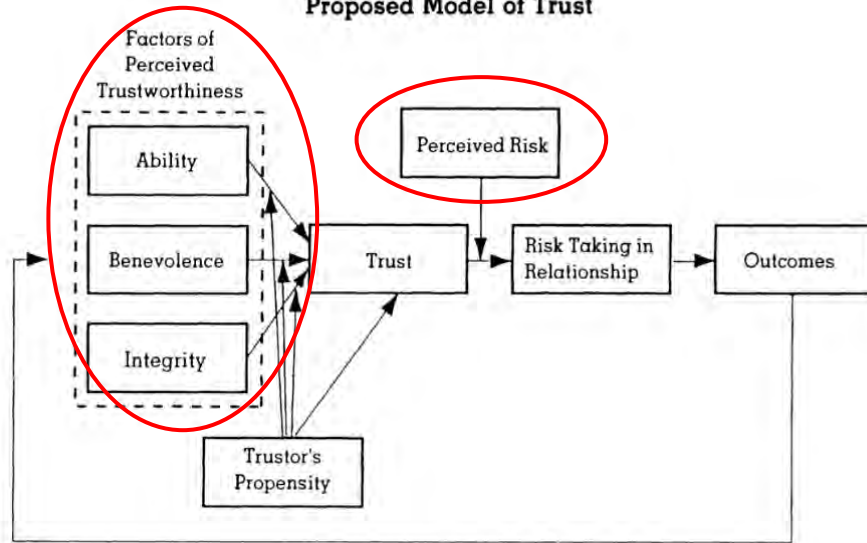 Proposed Model of Trust
Factors of
Perceived
Trustworthiness
Ability
Perceived Risk
Benevolence
Trust
Risk Taking in
Relationship
Outcomes
Integrity
Trustor's
Propensity